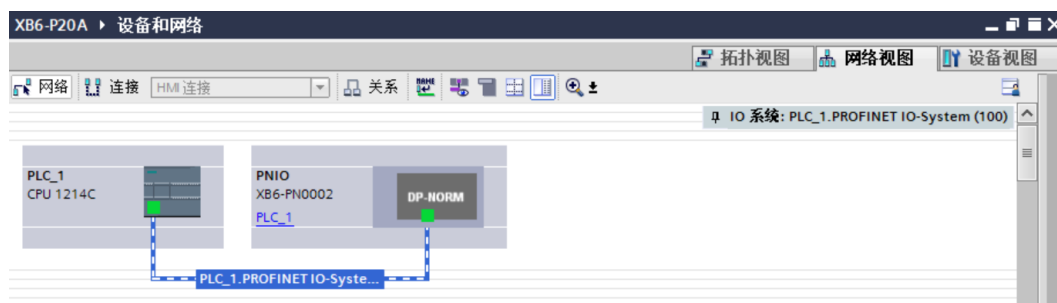 XB6-P20A ▸ 设备和网络
拓扑视图 网络视图 设备视图
网络 连接 HMI 连接 关系
IO 系统: PLC_1.PROFINET IO-System (100)
PLC_1
CPU 1214C
PNIO
XB6-PN0002
PLC_1
DP-NORM
PLC_1.PROFINET IO-Syste...